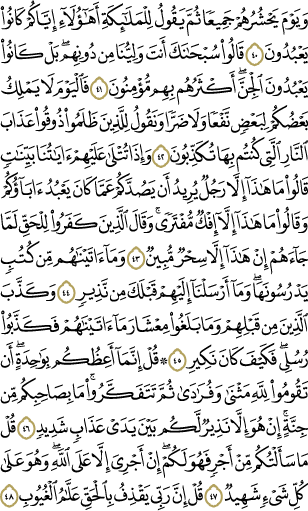 وَيَوْمَ يَحْشُرُهُمْ جَمِيعًا ثُمَّ يَقُولُ لِلْمَلَٰٓئِكَةِ أَهَٰٓؤُلَآءِ إِيَّاكُمْ كَانُوا۟
يَعْبُدُونَ ٤٠ قَالُوا۟ سُبْحَٰنَكَ أَنتَ وَلِيُّنَا مِن دُونِهِم ۖ بَلْ كَانُوا۟
يَعْبُدُونَ ٱلْجِنَّ ۖ أَكْثَرُهُم بِهِم مُّؤْمِنُونَ ٤١ فَٱلْيَوْمَ لَا يَمْلِكُ
بَعْضُكُمْ لِبَعْضٍ نَّفْعًا وَلَا ضَرًّا وَنَقُولُ لِلَّذِينَ ظَلَمُوا۟ ذُوقُوا۟ عَذَابَ
ٱلنَّارِ ٱلَّتِى كُنتُم بِهَا تُكَذِّبُونَ ٤٢ وَإِذَا تُتْلَىٰ عَلَيْهِمْ ءَايَٰتُنَا بَيِّنَٰتٍ
قَالُوا۟ مَا هَٰذَآ إِلَّا رَجُلٌ يُرِيدُ أَن يَصُدَّكُمْ عَمَّا كَانَ يَعْبُدُ ءَابَآؤُكُمْ
وَقَالُوا۟ مَا هَٰذَآ إِلَّآ إِفْكٌ مُّفْتَرًى ۚ وَقَالَ ٱلَّذِينَ كَفَرُوا۟ لِلْحَقِّ لَمَّا
جَآءَهُمْ إِنْ هَٰذَآ إِلَّا سِحْرٌ مُّبِينٌ ٤٣ وَمَآ ءَاتَيْنَٰهُم مِّن كُتُبٍ
يَدْرُسُونَهَا ۖ وَمَآ أَرْسَلْنَآ إِلَيْهِمْ قَبْلَكَ مِن نَّذِيرٍ ٤٤ وَكَذَّبَ
ٱلَّذِينَ مِن قَبْلِهِمْ وَمَا بَلَغُوا۟ مِعْشَارَ مَآ ءَاتَيْنَٰهُمْ فَكَذَّبُوا۟
رُسُلِى ۖ فَكَيْفَ كَانَ نَكِيرِ ٤٥ ۞ قُلْ إِنَّمَآ أَعِظُكُم بِوَٰحِدَةٍ ۖ أَن
تَقُومُوا۟ لِلَّهِ مَثْنَىٰ وَفُرَٰدَىٰ ثُمَّ تَتَفَكَّرُوا۟ ۚ مَا بِصَاحِبِكُم مِّن
جِنَّةٍ ۚ إِنْ هُوَ إِلَّا نَذِيرٌ لَّكُم بَيْنَ يَدَىْ عَذَابٍ شَدِيدٍ ٤٦ قُلْ
مَا سَأَلْتُكُم مِّنْ أَجْرٍ فَهُوَ لَكُمْ ۖ إِنْ أَجْرِىَ إِلَّا عَلَى ٱللَّهِ ۖ وَهُوَ عَلَىٰ
كُلِّ شَىْءٍ شَهِيدٌ ٤٧ قُلْ إِنَّ رَبِّى يَقْذِفُ بِٱلْحَقِّ عَلَّٰمُ ٱلْغُيُوبِ ٤٨